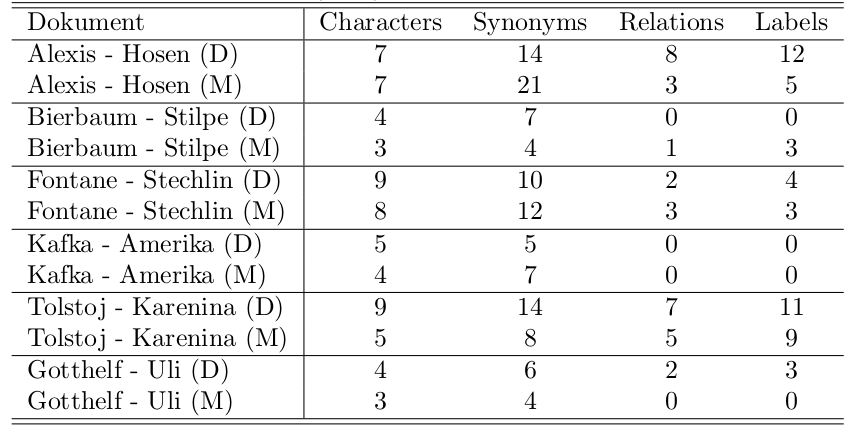 Dokument Characters Synonyms Relations Labels
Alexis - Hosen (D) 7 14 8 12
Alexis - Hosen (M) 7 21 3 5
Bierbaum - Stilpe (D) 4 7 0 0
Bierbaum - Stilpe (M) 3 4 1 3
Fontane - Stechlin (D) 9 10 2 4
Fontane - Stechlin (M) 8 12 3 3
Kafka - Amerika (D) 5 5 0 0
Kafka - Amerika (M) 4 7 0 0
Tolstoj - Karenina (D) 9 14 7 11
Tolstoj - Karenina (M) 5 8 5 9
Gotthelf - Uli (D) 4 6 2 3
Gotthelf - Uli (M) 3 4 0 0